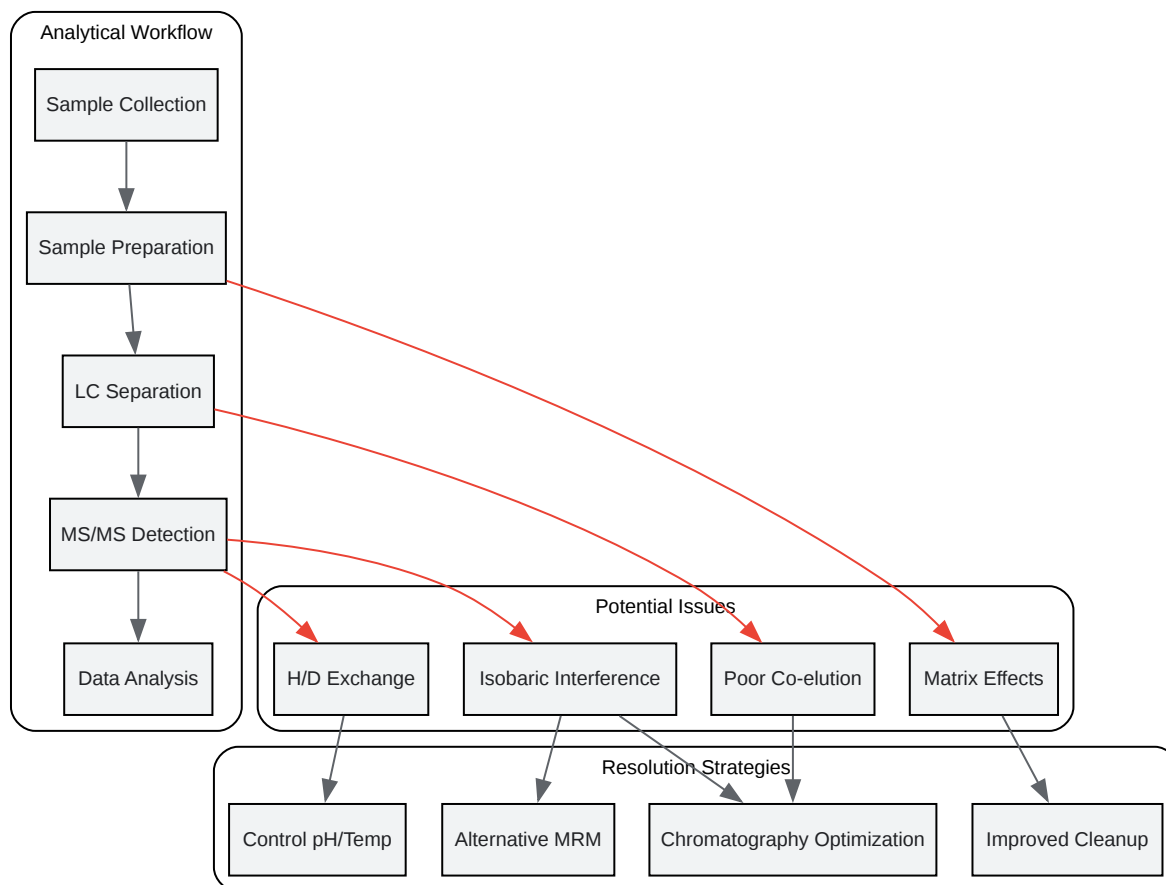 Analytical Workflow
Sample Collection
Sample Preparation
LC Separation
MS/MS Detection
Data Analysis
Potential Issues
H/D Exchange
Isobaric Interference
Poor Co-elution
Matrix Effects
Resolution Strategies
Control pH/Temp
Alternative MRM
Chromatography Optimization
Improved Cleanup